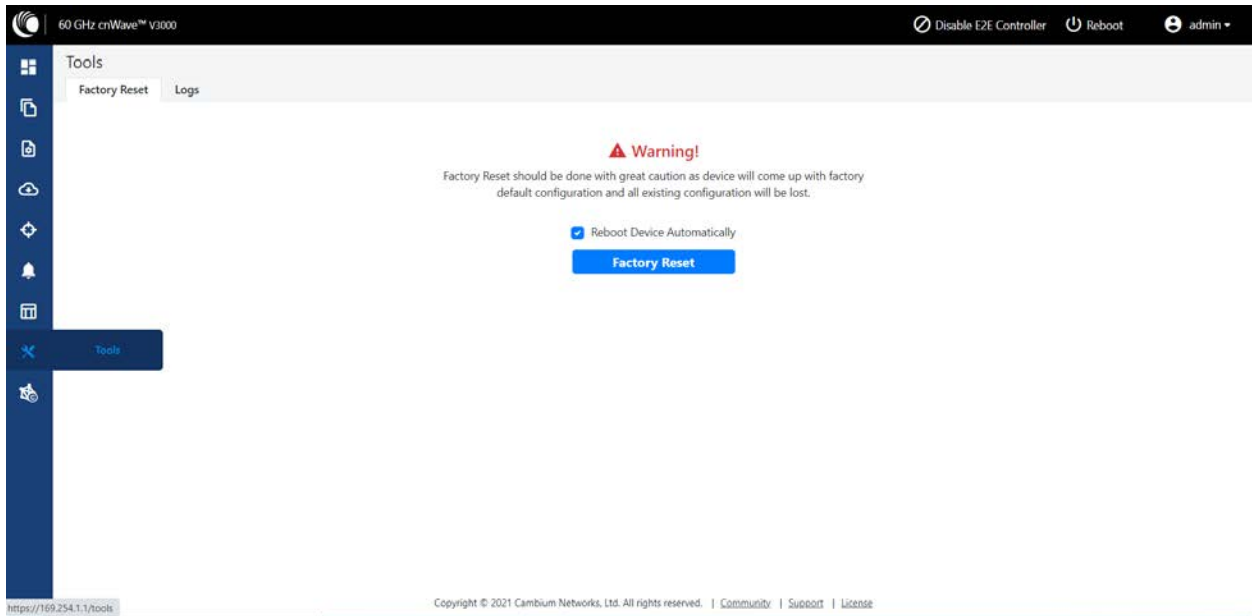 60 GHz cnWave™ V3000
Disable E2E Controller
Reboot
admin
Tools
Factory Reset
Logs
Warning!
Factory Reset should be done with great caution as device will come up with factory
default configuration and all existing configuration will be lost.
Reboot Device Automatically
Factory Reset
Tools
https://169.254.1.1/tools
Copyright © 2021 Cambium Networks, Ltd. All rights reserved. | Community | Support | License